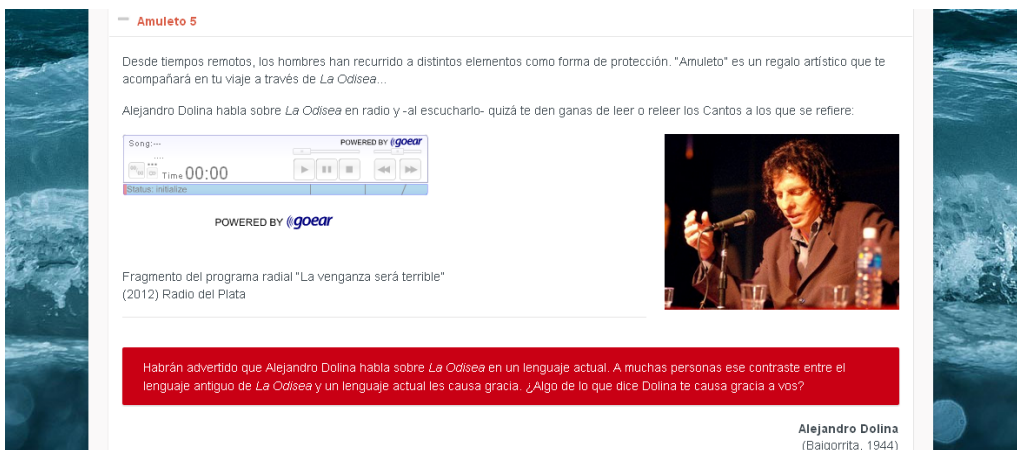 Amuleto 5
Desde tiempos remotos, los hombres han recurrido a distintos elementos como forma de protección. "Amuleto" es un regalo artístico que te
acompañará en tu viaje a través de La Odisea...
Alejandro Dolina habla sobre La Odisea en radio y -al escucharlo- quizá te den ganas de leer o releer los Cantos a los que se refiere:
Song:---
POWERED BY goear
Time 00:00
Status: initialize
POWERED BY goear
Fragmento del programa radial "La venganza será terrible"
(2012) Radio del Plata
Habrán advertido que Alejandro Dolina habla sobre La Odisea en un lenguaje actual. A muchas personas ese contraste entre el
lenguaje antiguo de La Odisea y un lenguaje actual les causa gracia. ¿Algo de lo que dice Dolina te causa gracia a vos?
Alejandro Dolina
(Baigorrita, 1944)